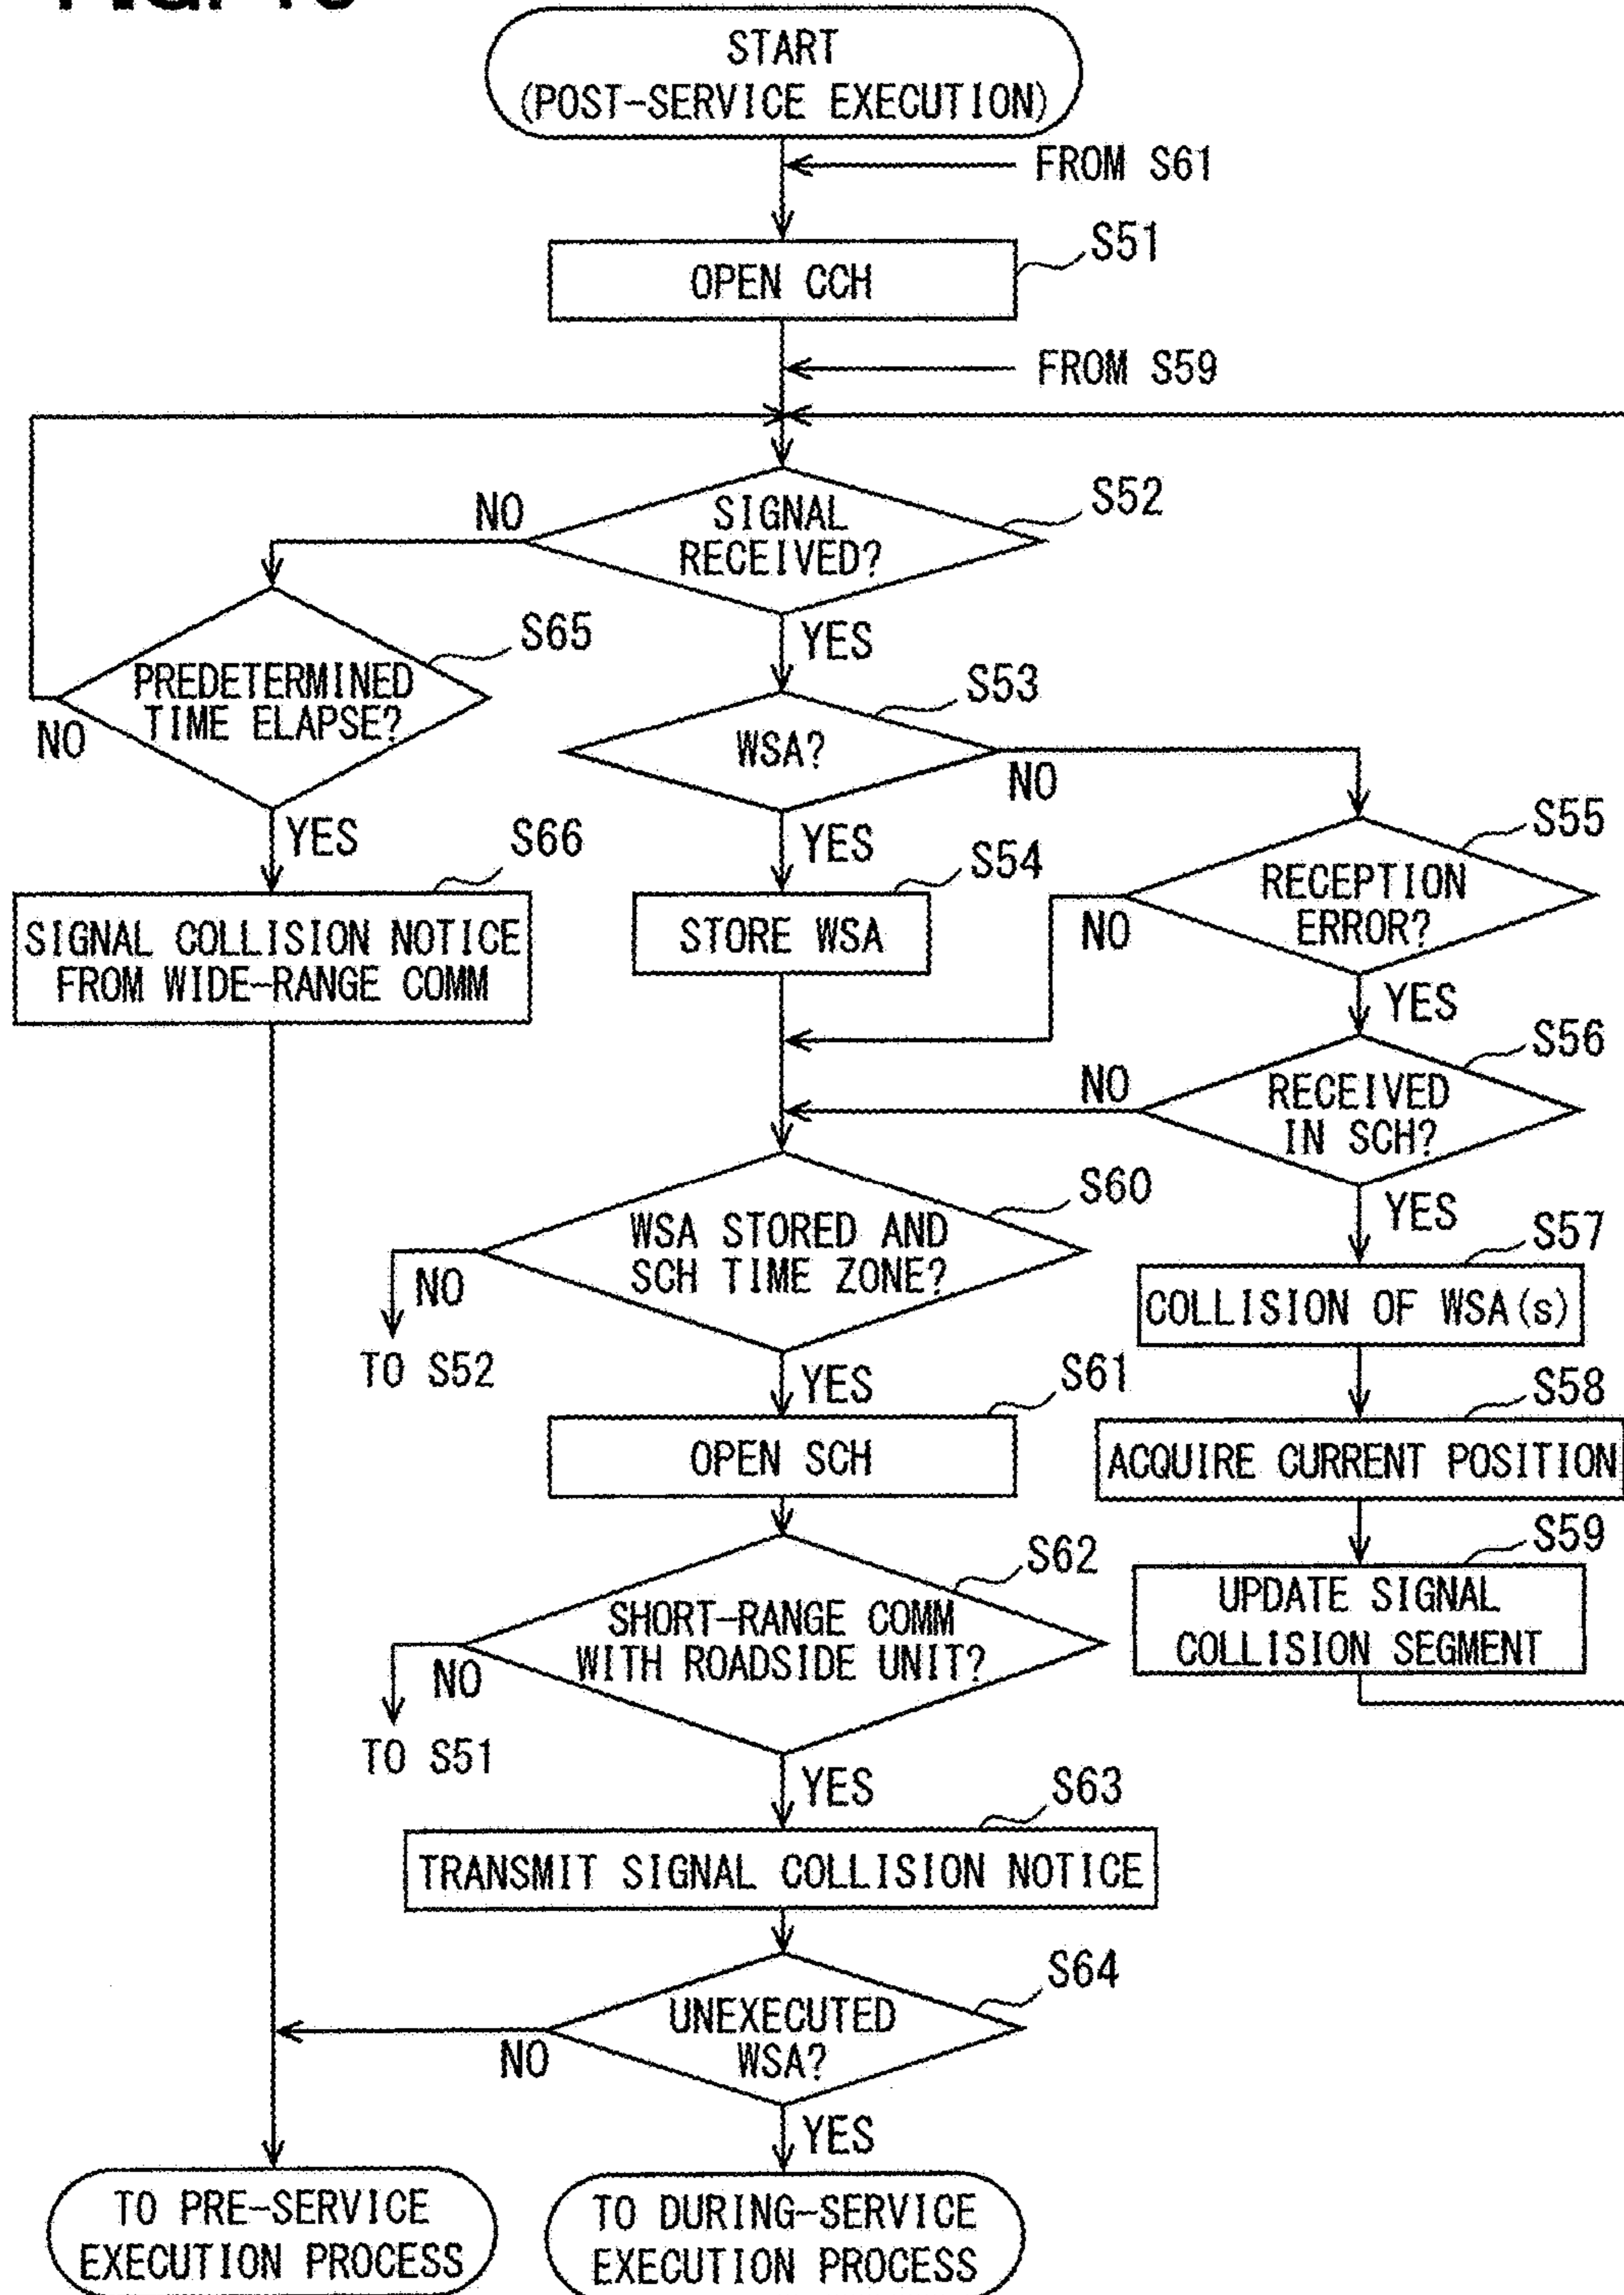 START
(POST-SERVICE EXECUTION)
FROM S61
S51
OPEN CCH
FROM S59
S52
NO
SIGNAL
RECEIVED?
YES
S65
PREDETERMINED
TIME ELAPSE?
NO
YES
S53
WSA?
NO
YES
S66
SIGNAL COLLISION NOTICE
FROM WIDE-RANGE COMM
S54
STORE WSA
S55
RECEPTION
ERROR?
NO
YES
S56
RECEIVED
IN SCH?
NO
YES
S60
WSA STORED AND
SCH TIME ZONE?
NO
TO S52
YES
S57
COLLISION OF WSA(s)
S58
ACQUIRE CURRENT POSITION
S59
UPDATE SIGNAL
COLLISION SEGMENT
S61
OPEN SCH
S62
SHORT-RANGE COMM
WITH ROADSIDE UNIT?
NO
TO S51
YES
S63
TRANSMIT SIGNAL COLLISION NOTICE
S64
UNEXECUTED
WSA?
NO
YES
TO PRE-SERVICE
EXECUTION PROCESS
TO DURING-SERVICE
EXECUTION PROCESS